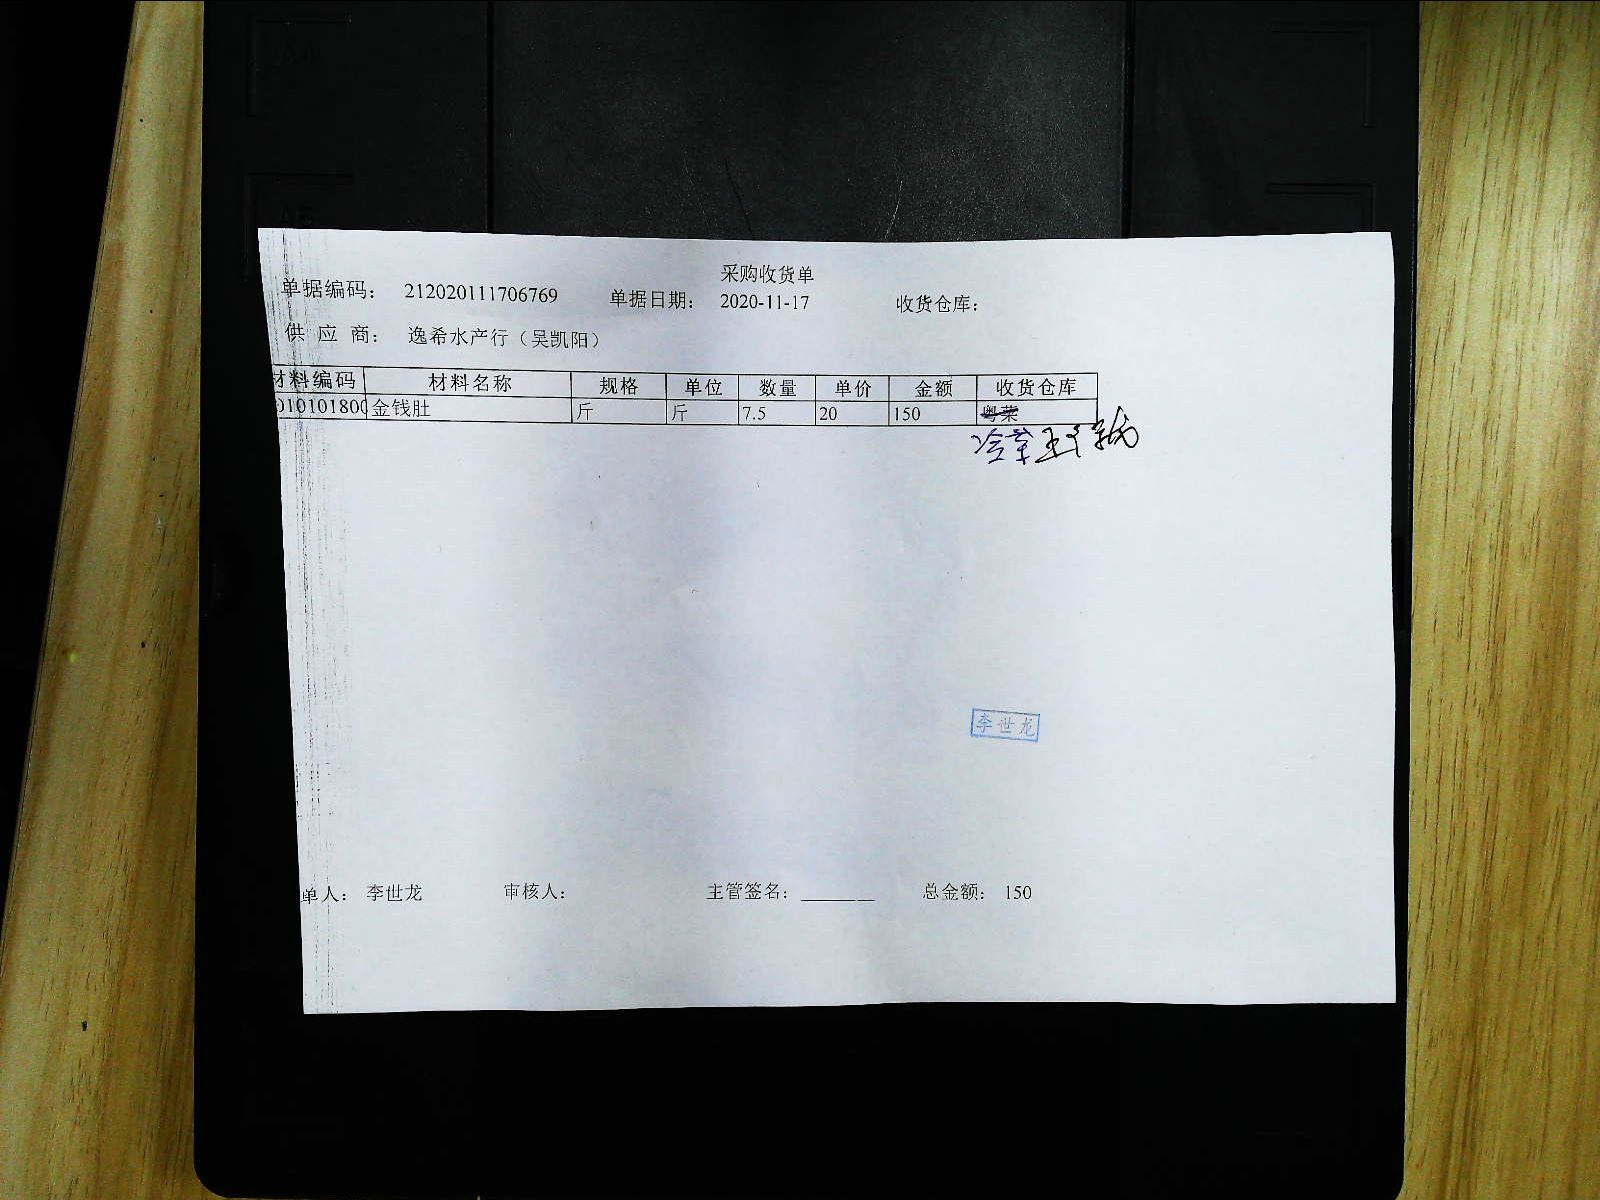 采购收货单
单据编码： 212020111706769 单据日期： 2020-11-17 收货仓库：
供 应 商： 逸希水产行（吴凯阳）
材料编码 材料名称 规格 单位 数量 单价 金额 收货仓库
010101800 金钱肚 斤 斤 7.5 20 150 粤菜
冷菜
李世龙
单人： 李世龙 审核人： 主管签名： 总金额： 150